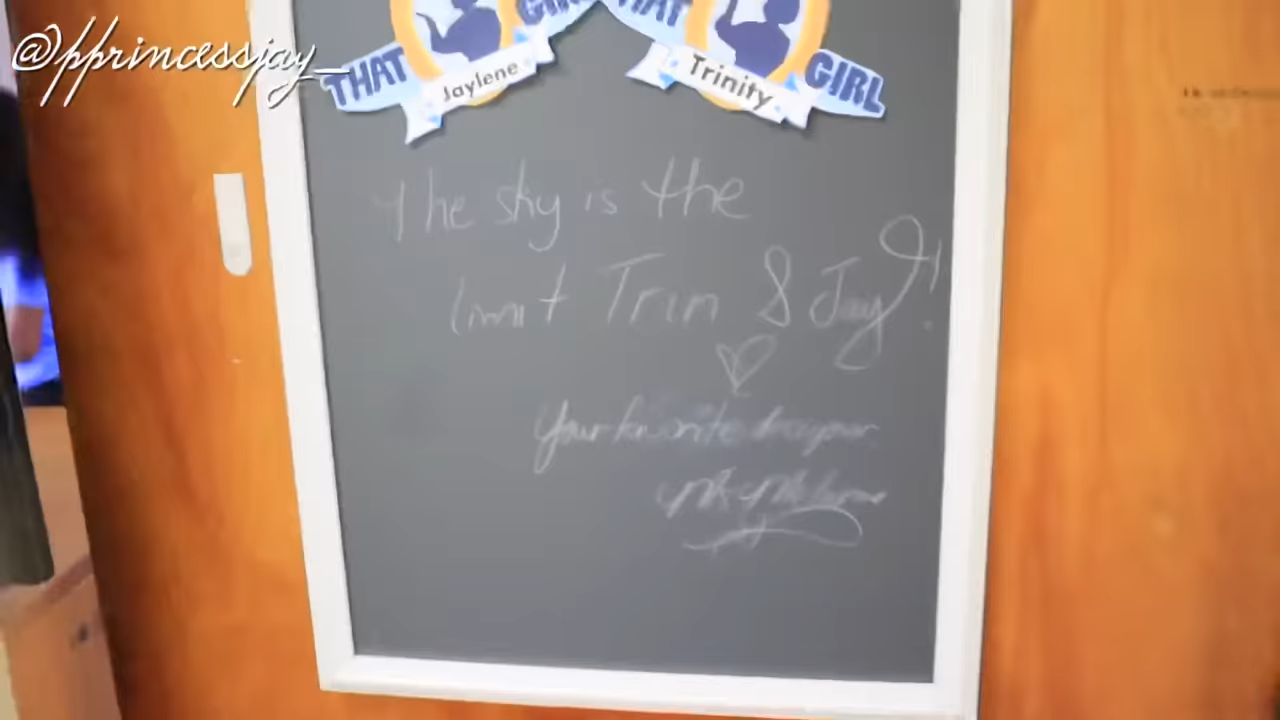 @pprincessjay_
THAT GIRL
Jaylene
THAT GIRL
Trinity
The sky is the
limit Trin & Jay!
Your favorite